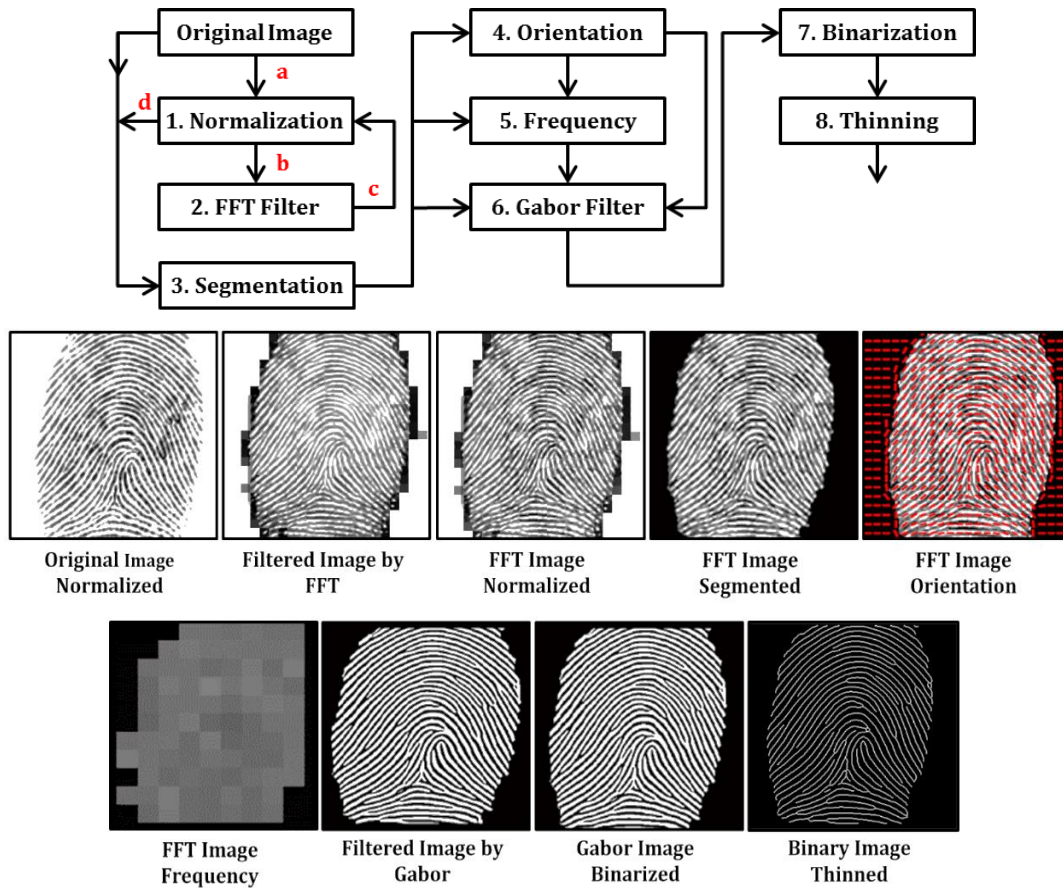 Original Image
4. Orientation
7. Binarization
a
d
1. Normalization
5. Frequency
8. Thinning
b
c
2. FFT Filter
6. Gabor Filter
3. Segmentation
Original Image
Normalized
Filtered Image by
FFT
FFT Image
Normalized
FFT Image
Segmented
FFT Image
Orientation
FFT Image
Frequency
Filtered Image by
Gabor
Gabor Image
Binarized
Binary Image
Thinned